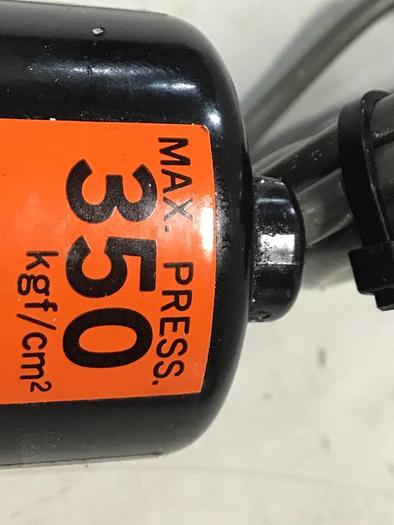 MAX. PRESS.
350
kgf/cm²